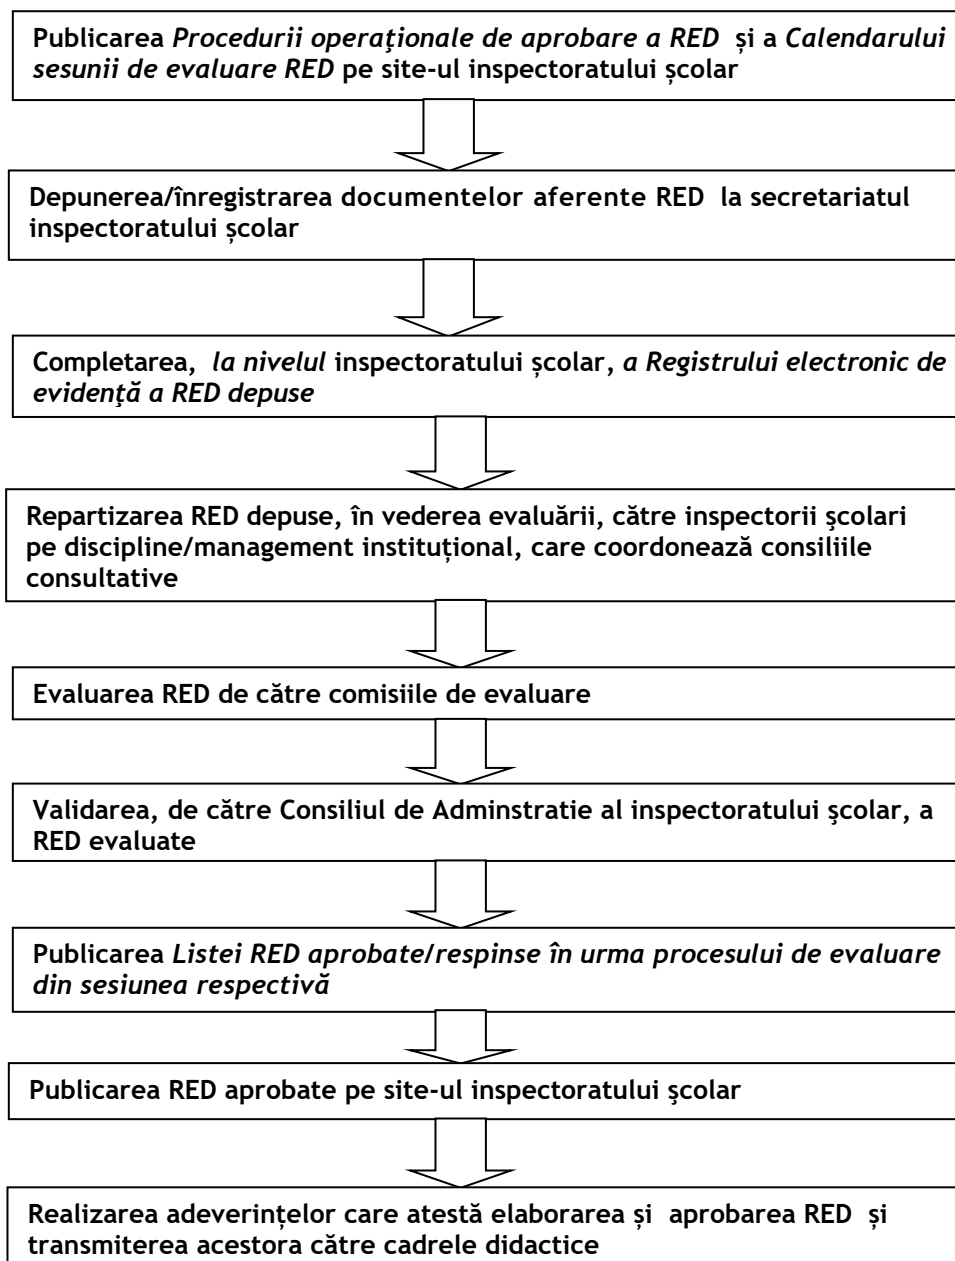 Publicarea Procedurii operaţionale de aprobare a RED și a Calendarului
sesunii de evaluare RED pe site-ul inspectoratului școlar
Depunerea/înregistrarea documentelor aferente RED la secretariatul
inspectoratului școlar
Completarea, la nivelul inspectoratului școlar, a Registrului electronic de
evidenţă a RED depuse
Repartizarea RED depuse, în vederea evaluării, către inspectorii şcolari
pe discipline/management instituțional, care coordonează consiliile
consultative
Evaluarea RED de către comisiile de evaluare
Validarea, de către Consiliul de Adminstratie al inspectoratului şcolar, a
RED evaluate
Publicarea Listei RED aprobate/respinse în urma procesului de evaluare
din sesiunea respectivă
Publicarea RED aprobate pe site-ul inspectoratului şcolar
Realizarea adeverințelor care atestă elaborarea și aprobarea RED și
transmiterea acestora către cadrele didactice